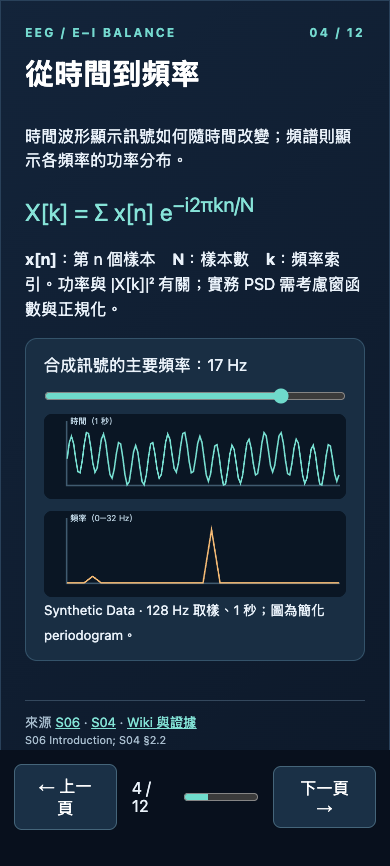 EEG / E–I BALANCE
04 / 12
從時間到頻率
時間波形顯示訊號如何隨時間改變；頻譜則顯
示各頻率的功率分布。
X[k] = Σ x[n] e^−i2πkn/N
x[n]：第 n 個樣本　N：樣本數　k：頻率索
引。功率與 |X[k]|² 有關；實務 PSD 需考慮窗函
數與正規化。
合成訊號的主要頻率：17 Hz
時間（1 秒）
頻率（0–32 Hz）
Synthetic Data · 128 Hz 取樣、1 秒；圖為簡化
periodogram。
來源 S06 · S04 · Wiki 與證據
S06 Introduction; S04 §2.2
← 上一
頁
4 /
12
下一頁
→